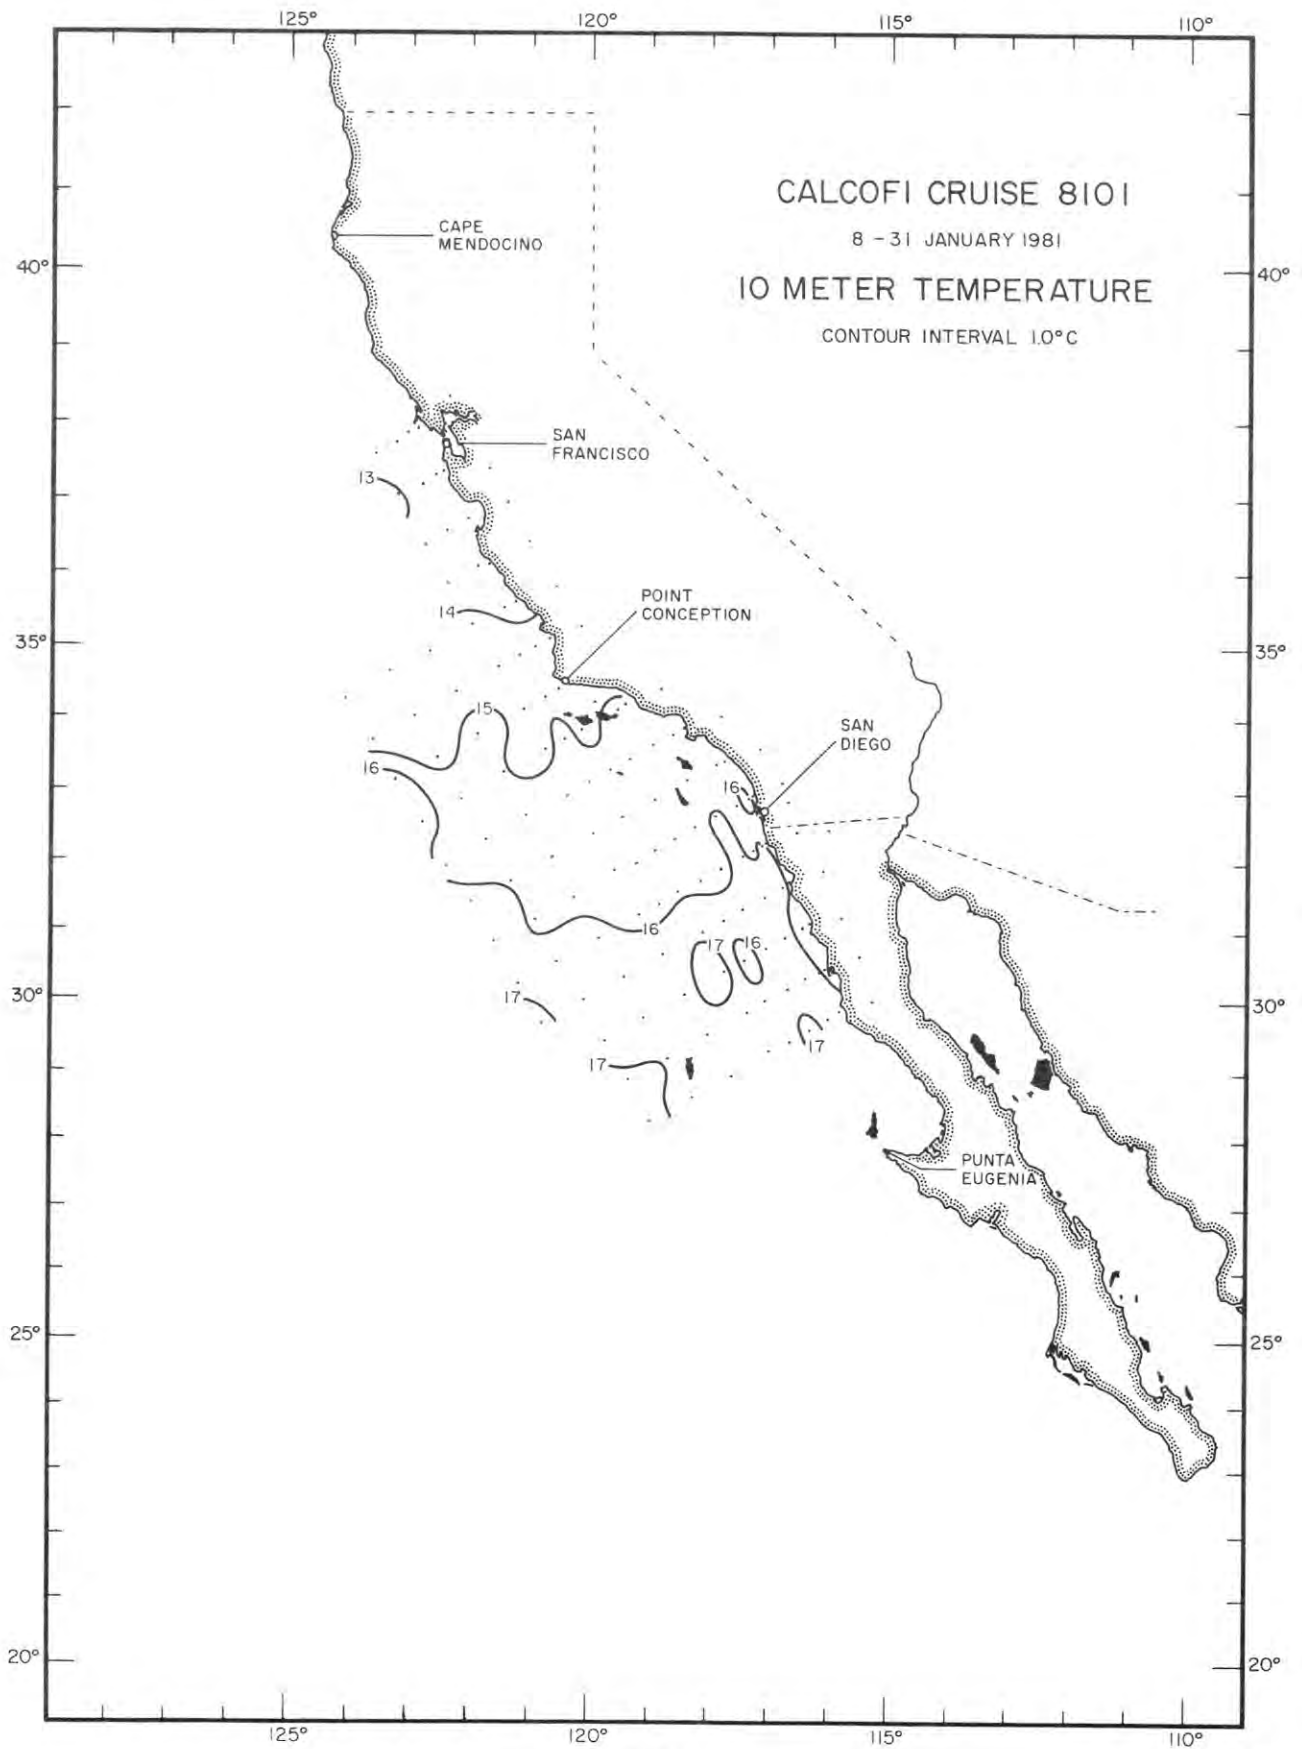 125°
120°
115°
110°
CALCOFI CRUISE 8101
8 - 31 JANUARY 1981
10 METER TEMPERATURE
CONTOUR INTERVAL 1.0°C
CAPE
MENDOCINO
40°
40°
SAN
FRANCISCO
13
POINT
CONCEPTION
14
35°
35°
15
SAN
DIEGO
16
16
16
17
16
17
30°
30°
17
17
PUNTA
EUGENIA
25°
25°
20°
20°
125°
120°
115°
110°